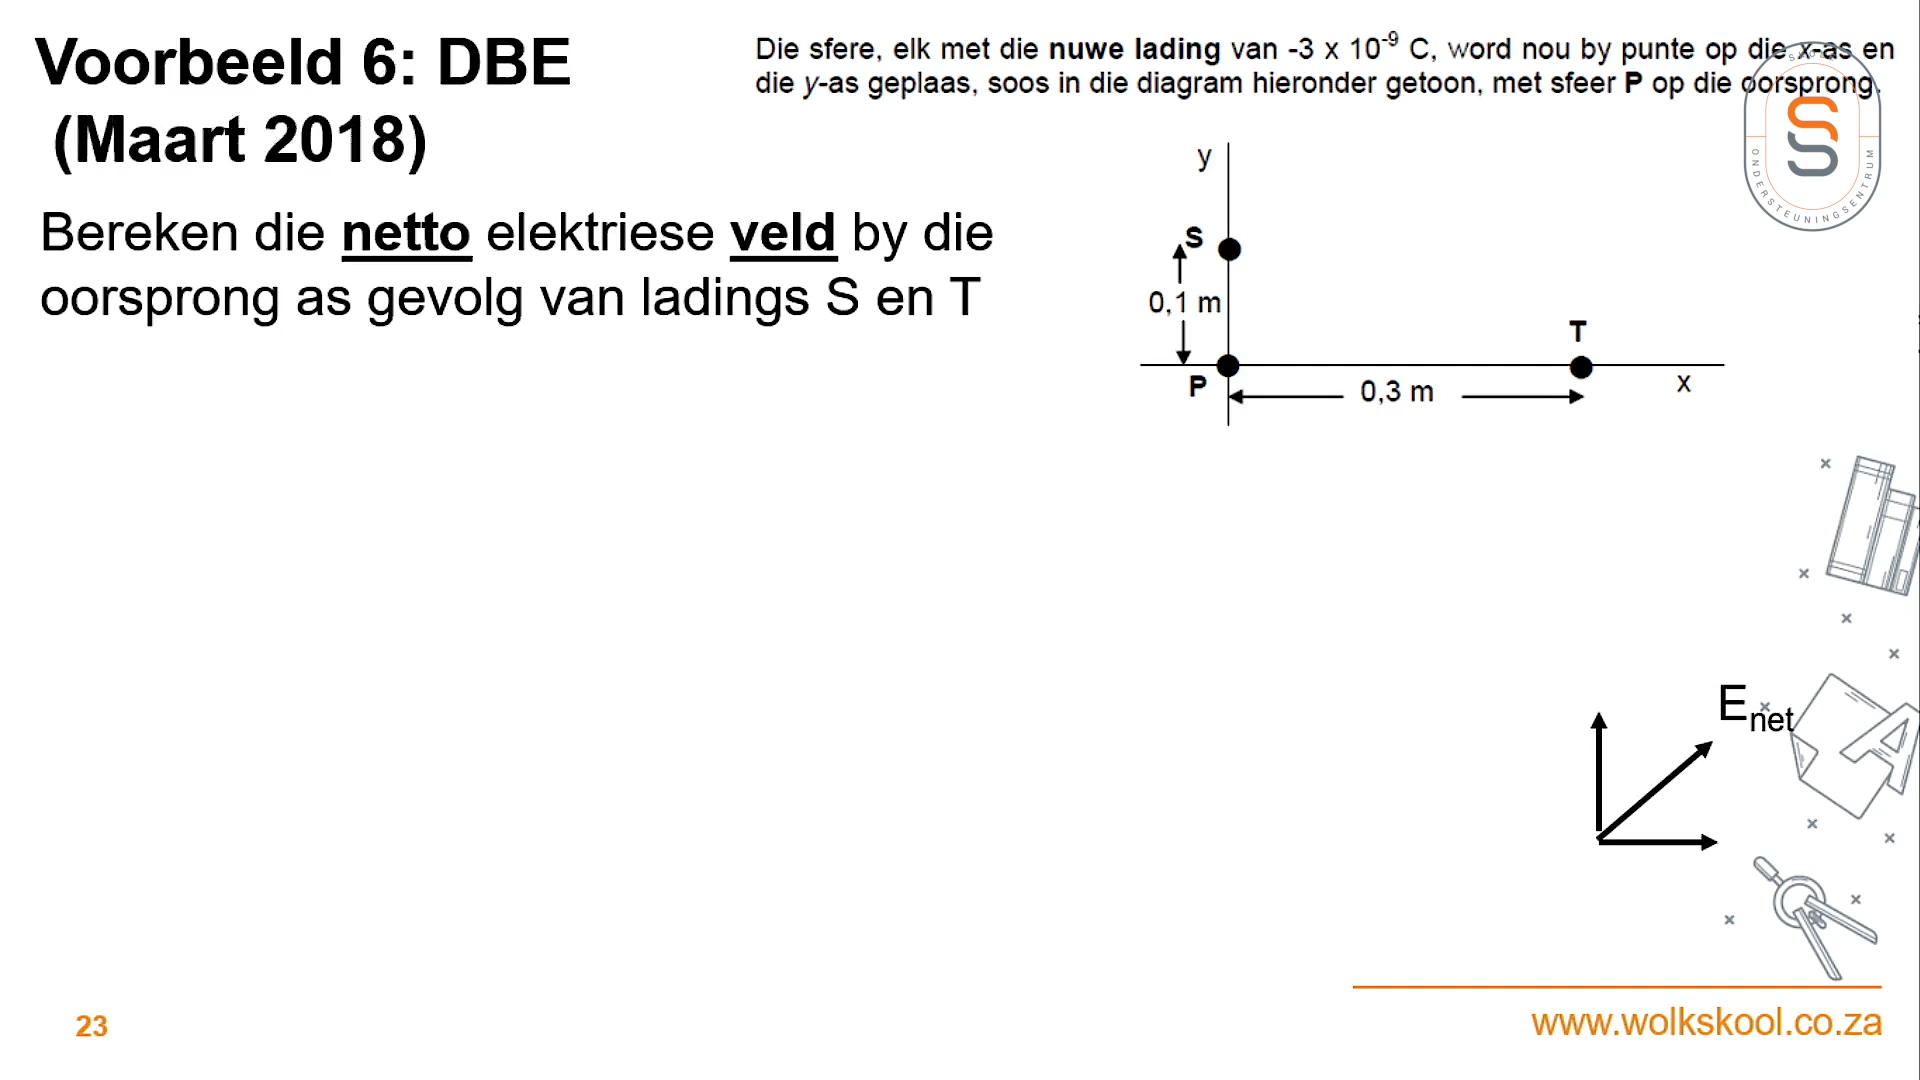 Voorbeeld 6: DBE
(Maart 2018)
Die sfere, elk met die nuwe lading van -3 x 10⁻⁹ C, word nou by punte op die x-as en
die y-as geplaas, soos in die diagram hieronder getoon, met sfeer P op die oorsprong.
Bereken die netto elektriese veld by die
oorsprong as gevolg van ladings S en T
y
S
0,1 m
T
P
0,3 m
x
ONDERSTEUNINGSENTRUM
E_net
A
23
www.wolkskool.co.za